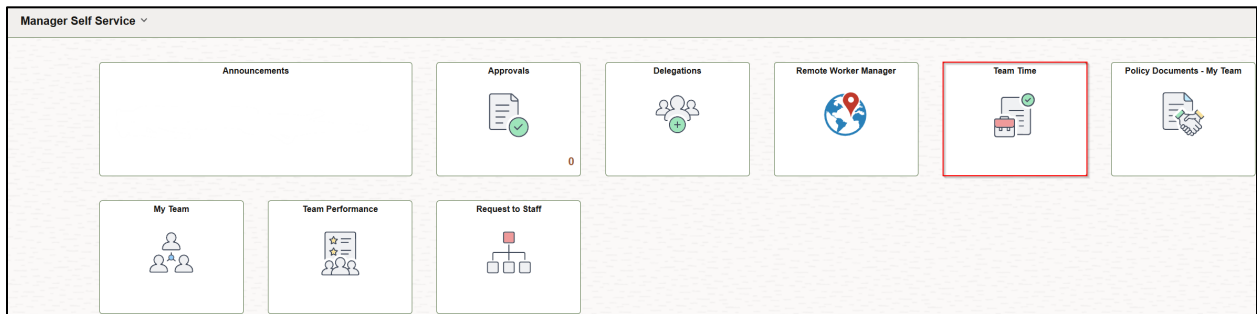 Manager Self Service
Announcements
Approvals
Delegations
Remote Worker Manager
Team Time
Policy Documents - My Team
0
My Team
Team Performance
Request to Staff